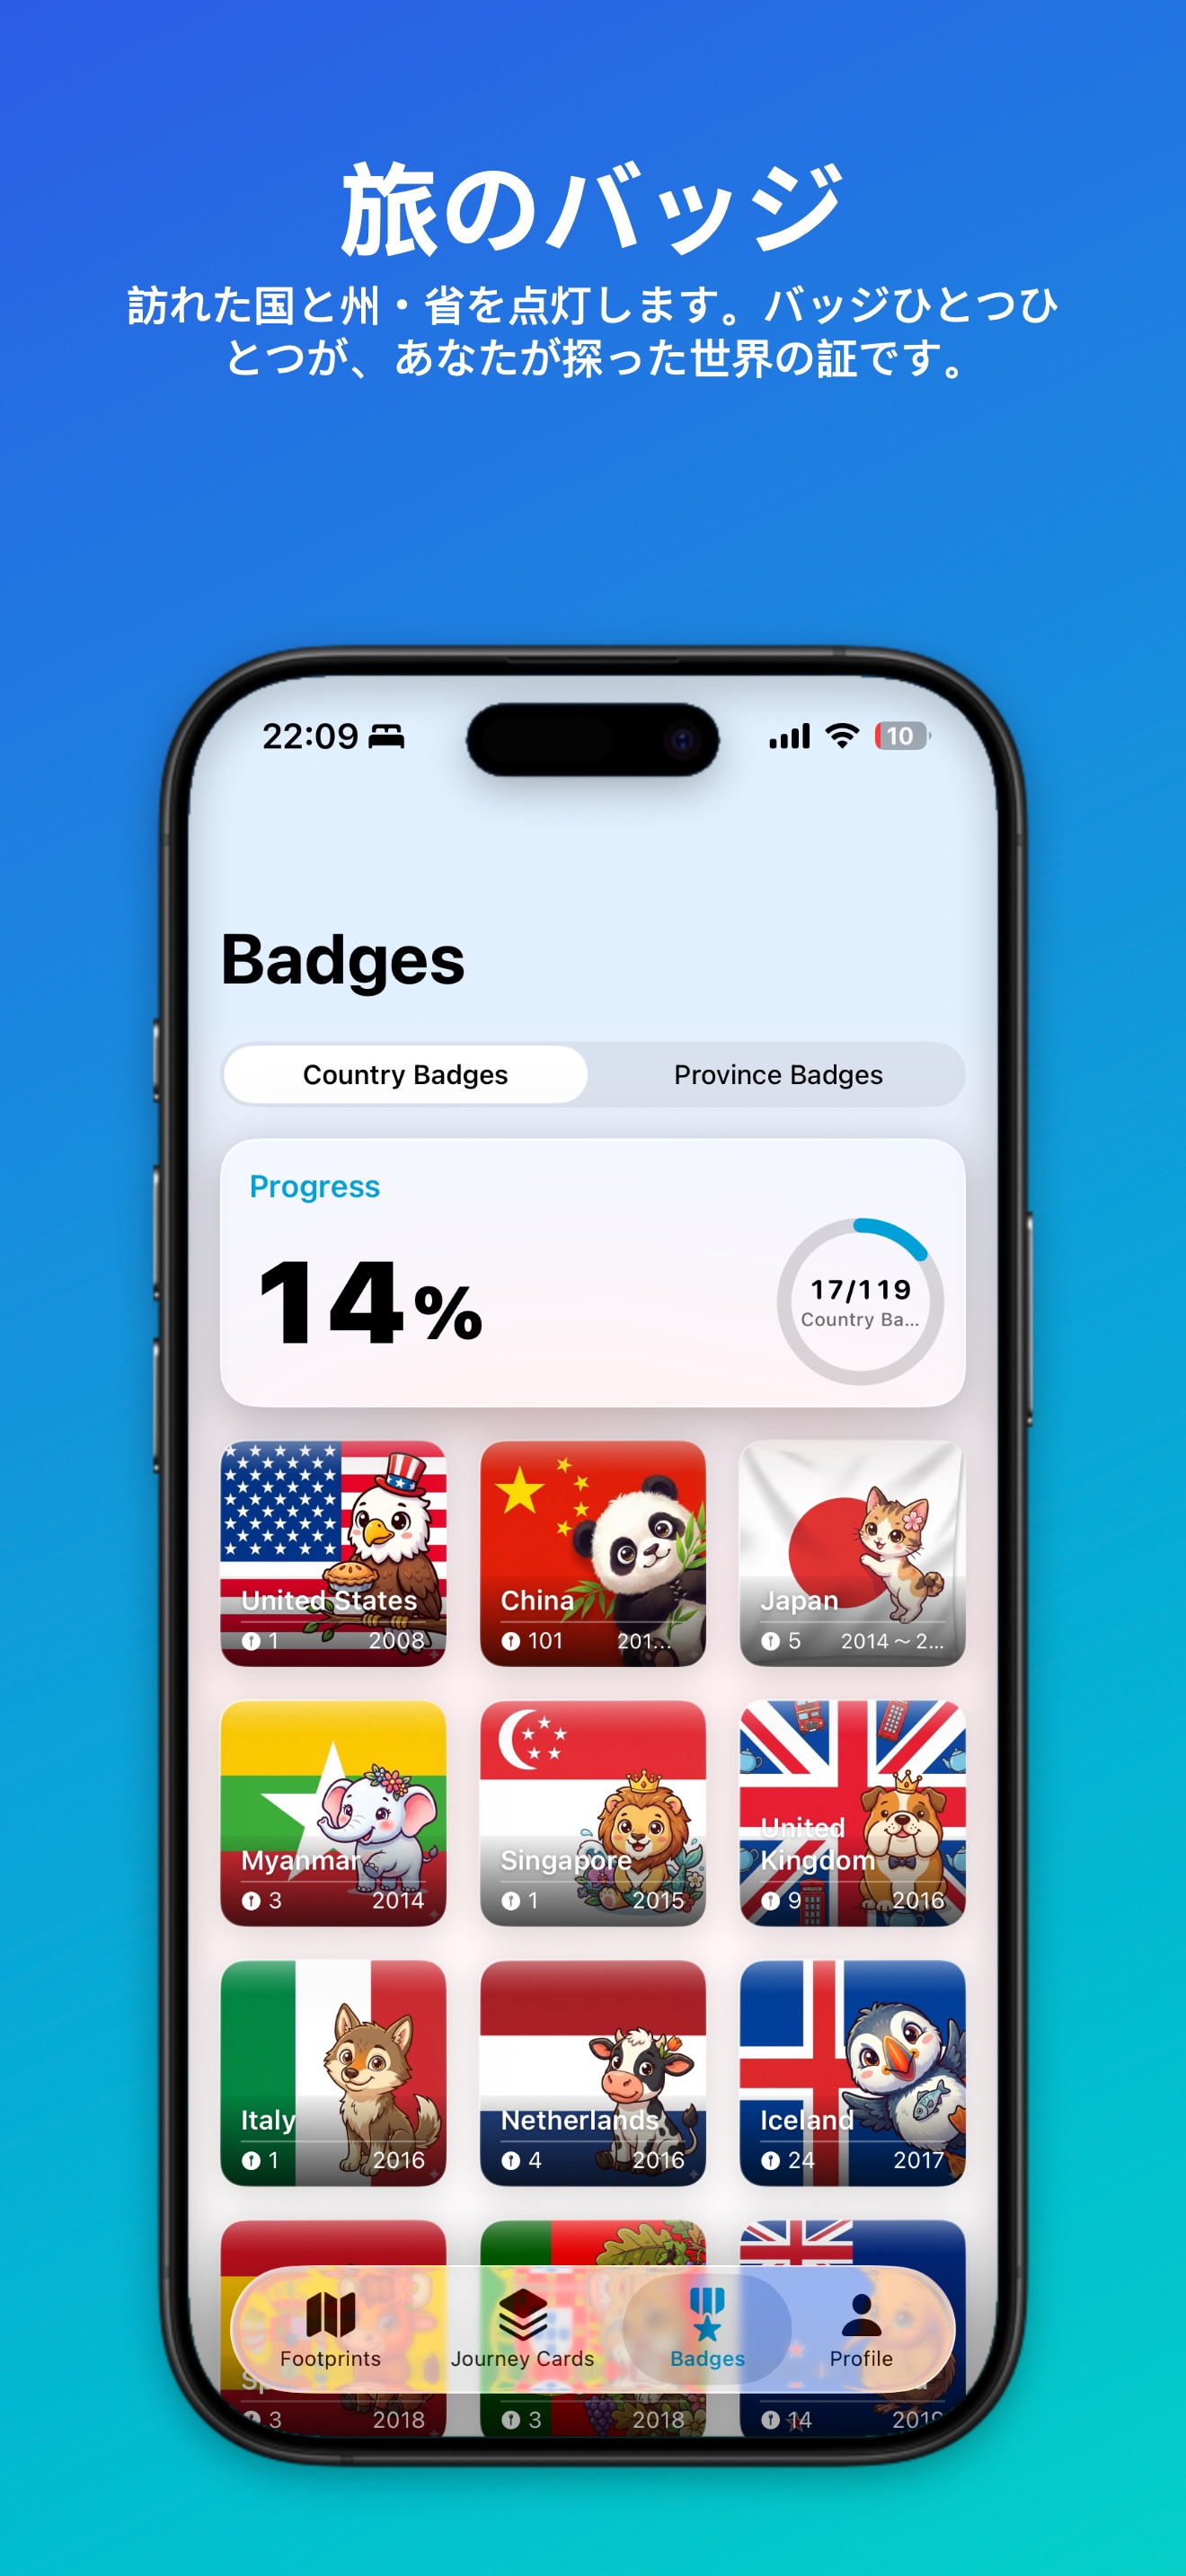 旅のバッジ
訪れた国と州・省を点灯します。バッジひとつひ
とつが、あなたが探った世界の証です。
22:09
10
Badges
Country Badges
Province Badges
Progress
14%
17/119
Country Ba...
United States
1 2008
China
101 201...
Japan
5 2014 ~ 2...
Myanmar
3 2014
Singapore
1 2015
United
Kingdom
9 2016
Italy
1 2016
Netherlands
4 2016
Iceland
24 2017
Footprints
Journey Cards
Badges
Profile
3 2018
3 2018
14 2019